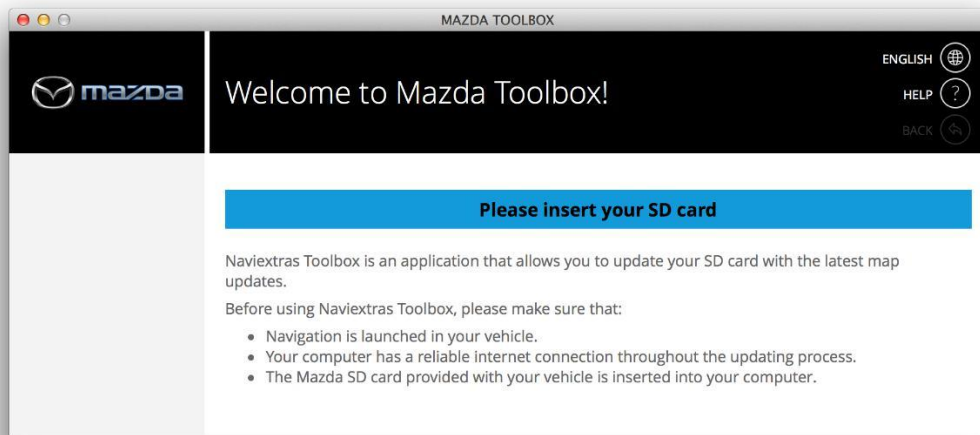 MAZDA TOOLBOX
mazda
Welcome to Mazda Toolbox!
ENGLISH
HELP
?
BACK
Please insert your SD card
Naviextras Toolbox is an application that allows you to update your SD card with the latest map
updates.
Before using Naviextras Toolbox, please make sure that:
• Navigation is launched in your vehicle.
• Your computer has a reliable internet connection throughout the updating process.
• The Mazda SD card provided with your vehicle is inserted into your computer.